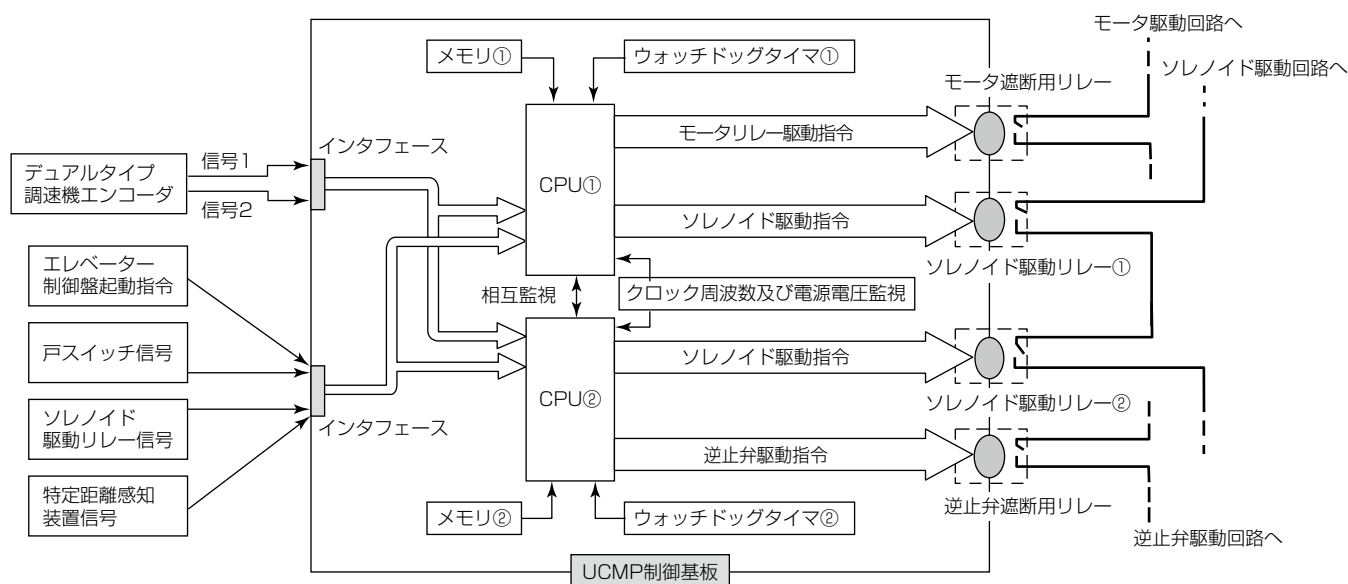 モータ駆動回路へ
ソレノイド駆動回路へ
メモリ①
ウォッチドッグタイマ①
モータ遮断用リレー
モータリレー駆動指令
インタフェース
デュアルタイプ
調速機エンコーダ
信号1
信号2
CPU①
ソレノイド駆動指令
エレベーター
制御盤起動指令
ソレノイド駆動リレー①
相互監視
クロック周波数及び電源電圧監視
戸スイッチ信号
ソレノイド駆動指令
CPU②
ソレノイド
駆動リレー信号
インタフェース
ソレノイド駆動リレー②
逆止弁駆動指令
特定距離感知
装置信号
メモリ②
ウォッチドッグタイマ②
逆止弁遮断用リレー
逆止弁駆動回路へ
UCMP制御基板